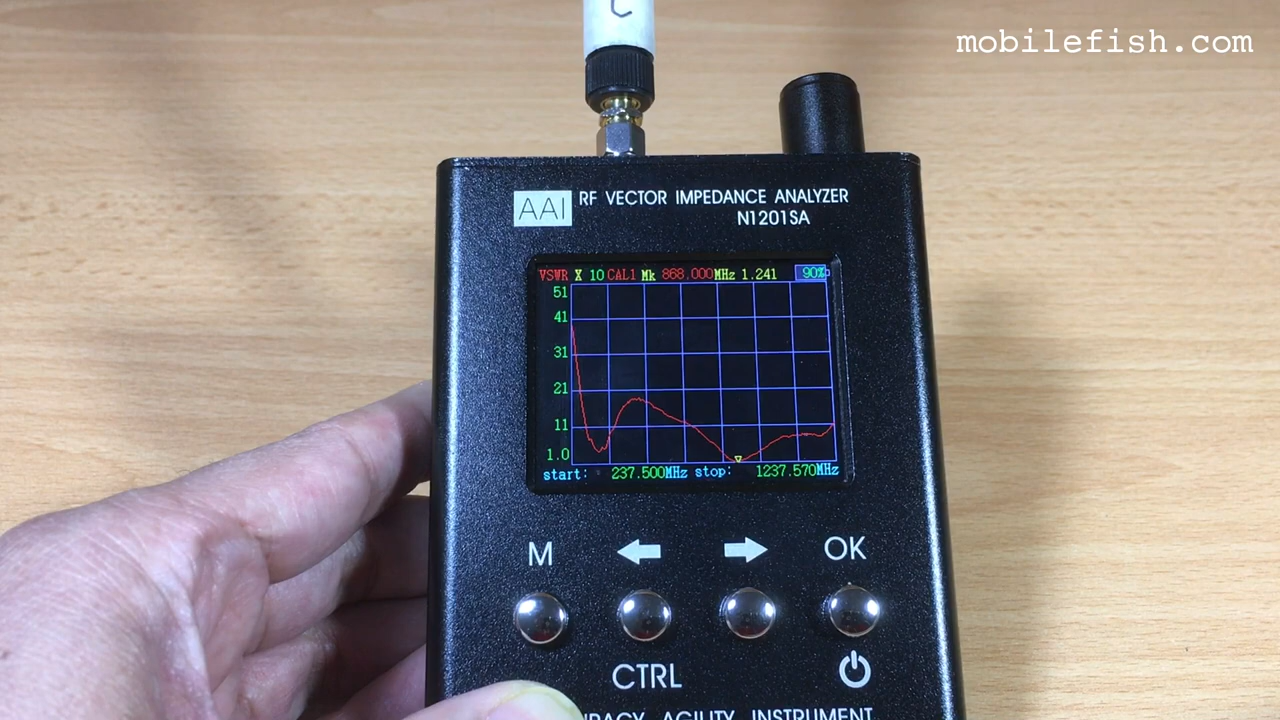 C
mobilefish.com
AAI
RF VECTOR IMPEDANCE ANALYZER
N1201SA
VSWR X 10 CAL1 Mk 868.000MHz 1.241 90%
51
41
31
21
11
1.0
start: 237.500MHz stop: 1237.570MHz
M OK
CTRL
AGILITY INSTRUMENT